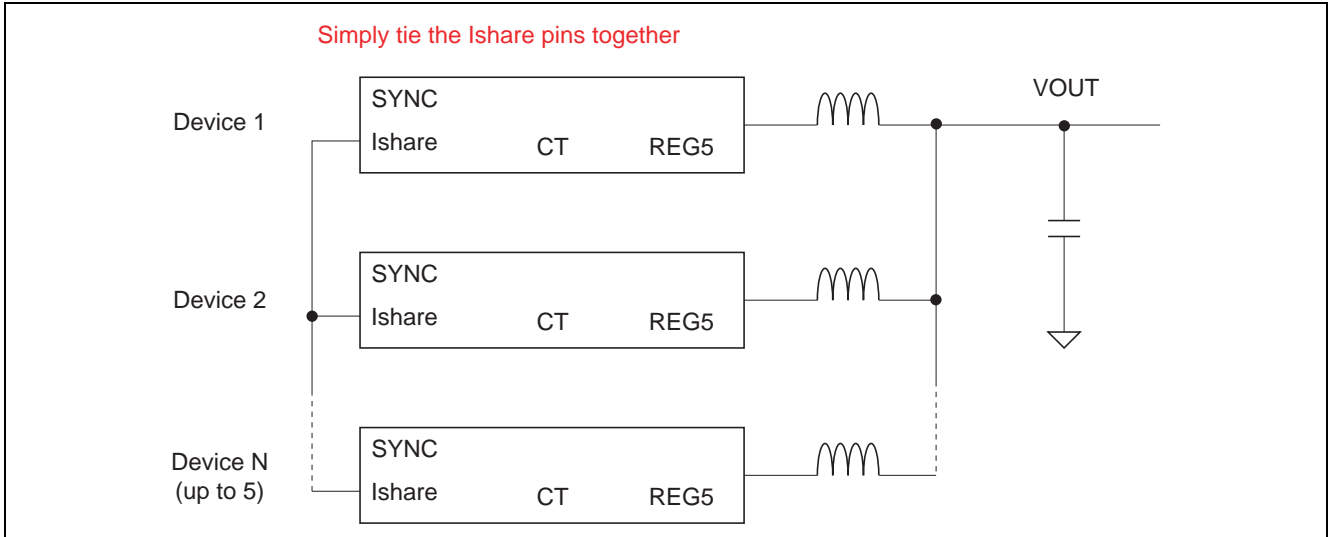 Simply tie the Ishare pins together
VOUT
Device 1
SYNC
Ishare
CT
REG5
Device 2
SYNC
Ishare
CT
REG5
Device N
(up to 5)
SYNC
Ishare
CT
REG5